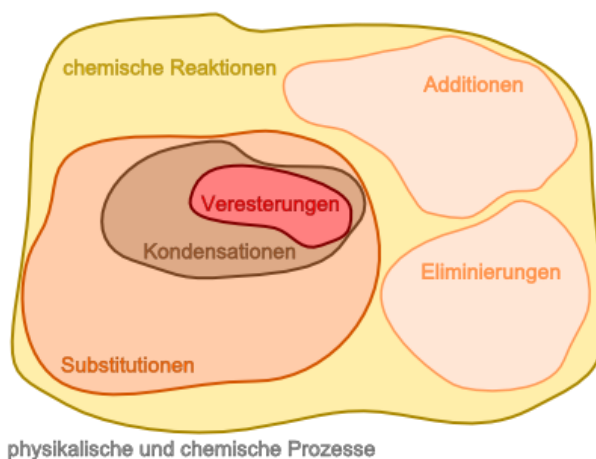 chemische Reaktionen
Additionen
Veresterungen
Kondensationen
Eliminierungen
Substitutionen
physikalische und chemische Prozesse